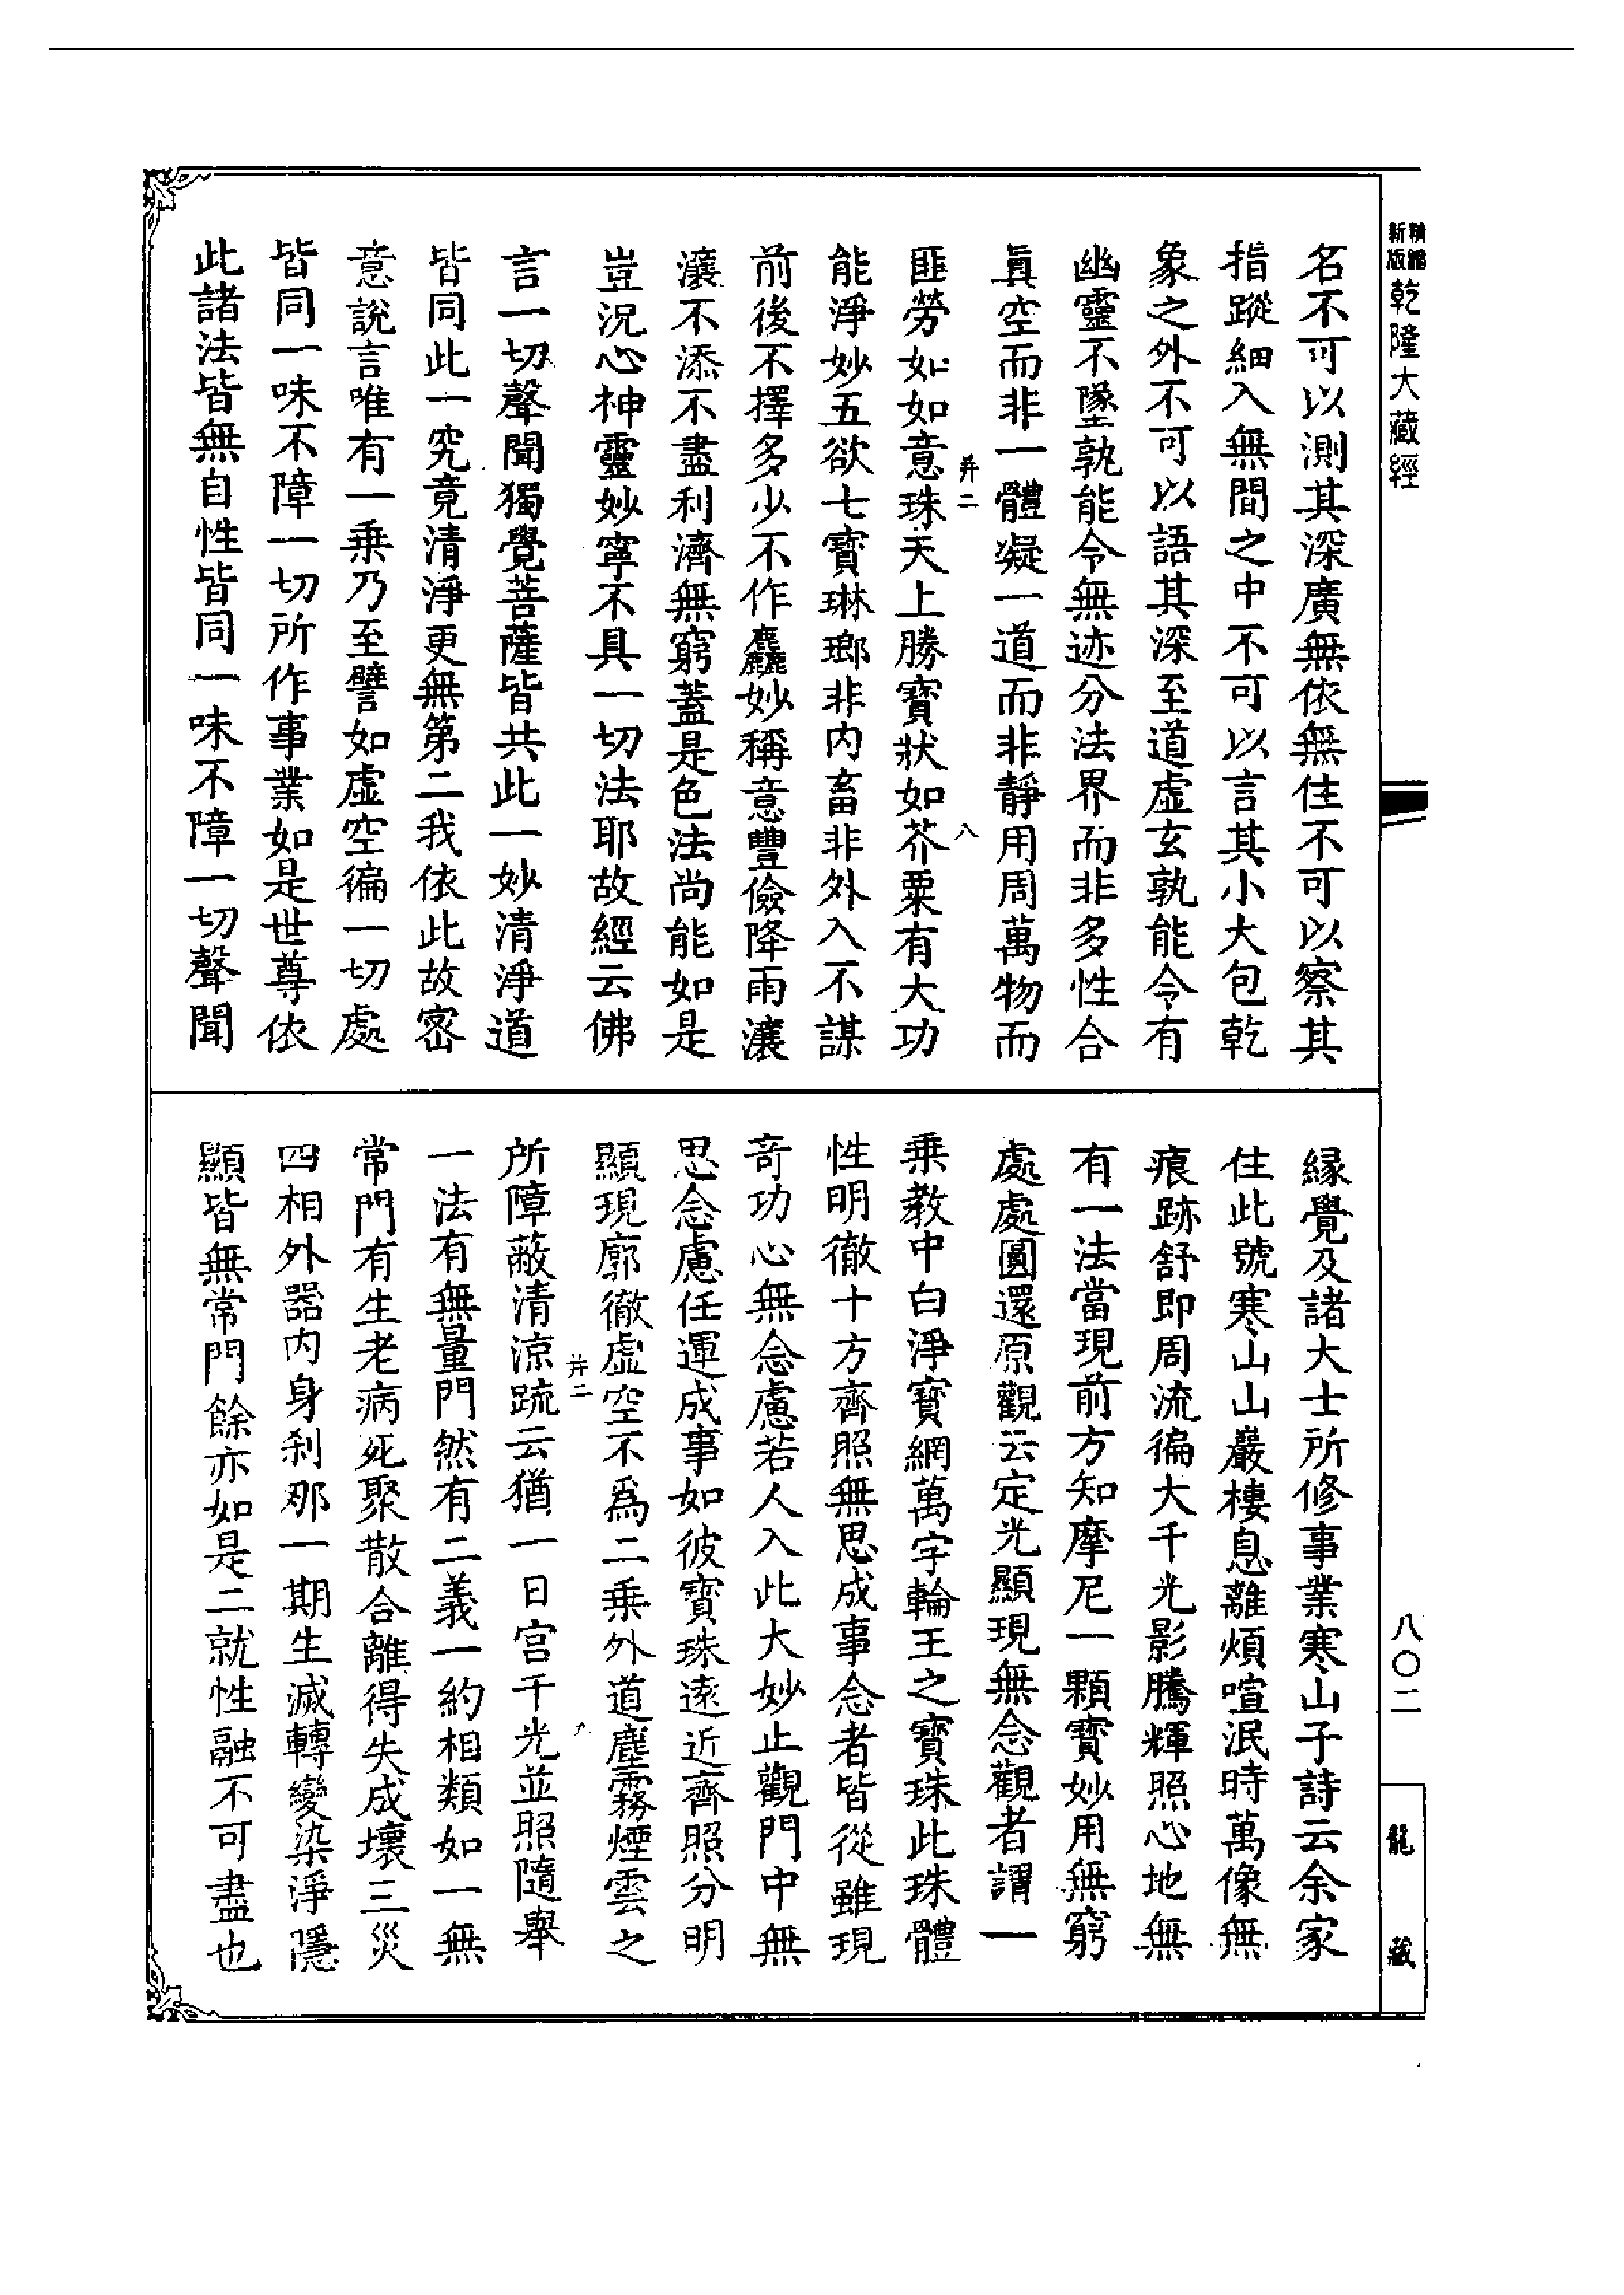 精縮
新版
乾隆大藏經
名不可以測其深廣無依無住不可以察其
指蹤細入無間之中不可以言其小大包乾
象之外不可以語其深至道虛玄孰能令有
幽靈不墜孰能令無迹分法界而非多性合
真空而非一體凝一道而非靜用周萬物而
并二
八
匪勞如如意珠天上勝寶狀如芥粟有大功
能淨妙五欲七寶琳瑯非內畜非外入不謀
前後不擇多少不作麤妙稱意豐儉降雨瀼
瀼不添不盡利濟無窮蓋是色法尚能如是
豈況心神靈妙寧不具一切法耶故經云佛
言一切聲聞獨覺菩薩皆共此一妙清淨道
皆同此一究竟清淨更無第二我依此故密
意說言唯有一乘乃至譬如虛空徧一切處
皆同一味不障一切所作事業如是世尊依
此諸法皆無自性皆同一味不障一切聲聞
緣覺及諸大士所修事業寒山子詩云余家
住此號寒山山巖棲息離煩喧泯時萬像無
痕跡舒即周流徧大千光影騰輝照心地無
有一法當現前方知摩尼一顆寶妙用無窮
處處圓還原觀云定光顯現無念觀者謂一
乘教中白淨寶網萬字輪王之寶珠此珠體
性明徹十方齊照無思成事念者皆從雖現
奇功心無念慮若人入此大妙止觀門中無
思念慮任運成事如彼寶珠遠近齊照分明
顯現廓徹虛空不為二乘外道塵霧煙雲之
并二
九
所障蔽清涼疏云猶一日宮千光並照隨舉
一法有無量門然有二義一約相類如一無
常門有生老病死聚散合離得失成壞三災
四相外器內身剎那一期生滅轉變染淨隱
顯皆無常門餘亦如是二就性融不可盡也
八〇二
龍藏